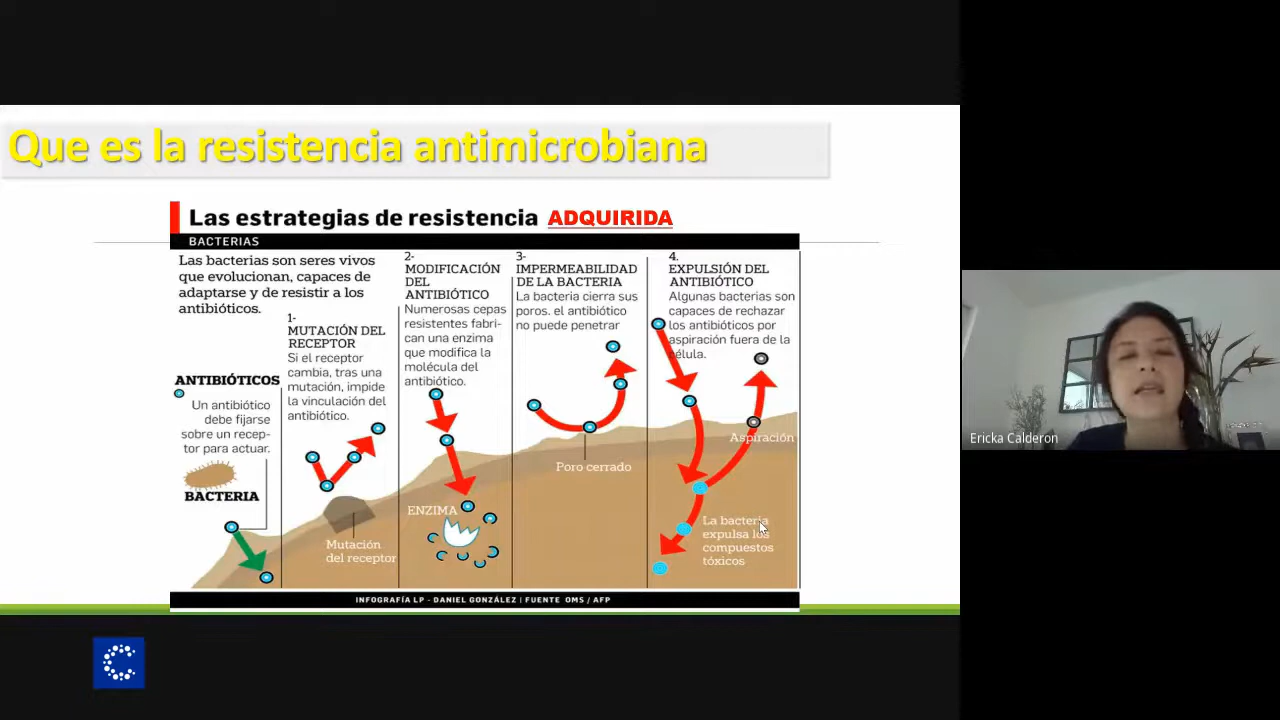 Que es la resistencia antimicrobiana
Las estrategias de resistencia ADQUIRIDA
BACTERIAS
Las bacterias son seres vivos
que evolucionan, capaces de
adaptarse y de resistir a los
antibióticos.
ANTIBIÓTICOS
Un antibiótico
debe fijarse
sobre un recep-
tor para actuar.
BACTERIA
1-
MUTACIÓN DEL
RECEPTOR
Si el receptor
cambia, tras una
mutación, impide
la vinculación del
antibiótico.
Mutación
del receptor
2-
MODIFICACIÓN
DEL
ANTIBIÓTICO
Numerosas cepas
resistentes fabri-
can una enzima
que modifica la
molécula del
antibiótico.
ENZIMA
3-
IMPERMEABILIDAD
DE LA BACTERIA
La bacteria cierra sus
poros. el antibiótico
no puede penetrar
Poro cerrado
4.
EXPULSIÓN DEL
ANTIBIÓTICO
Algunas bacterias son
capaces de rechazar
los antibióticos por
aspiración fuera de la
célula.
Aspiración
La bacteria
expulsa los
compuestos
tóxicos
INFOGRAFÍA LP - DANIEL GONZÁLEZ | FUENTE OMS / AFP
Ericka Calderon